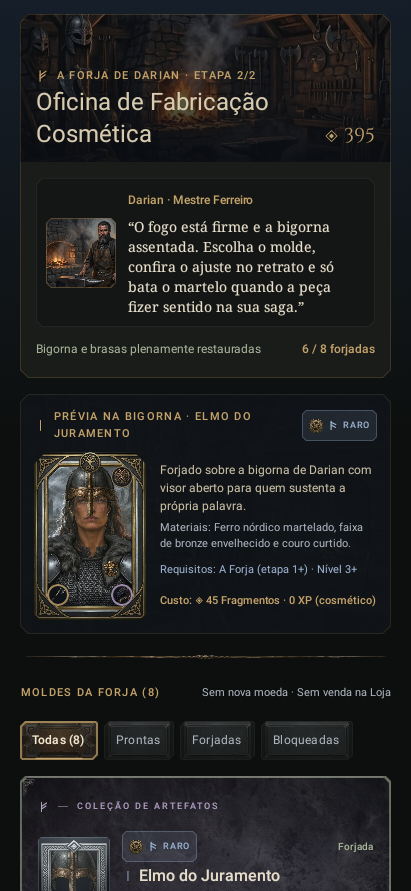 A FORJA DE DARIAN · ETAPA 2/2
Oficina de Fabricação
Cosmética
395
Darian · Mestre Ferreiro
“O fogo está firme e a bigorna
assentada. Escolha o molde,
confira o ajuste no retrato e só
bata o martelo quando a peça
fizer sentido na sua saga.”
Bigorna e brasas plenamente restauradas
6 / 8 forjadas
PRÉVIA NA BIGORNA · ELMO DO
JURAMENTO
RARO
Forjado sobre a bigorna de Darian com
visor aberto para quem sustenta a
própria palavra.
Materiais: Ferro nórdico martelado, faixa
de bronze envelhecido e couro curtido.
Requisitos: A Forja (etapa 1+) · Nível 3+
Custo: ◈ 45 Fragmentos · 0 XP (cosmético)
MOLDES DA FORJA (8)
Sem nova moeda · Sem venda na Loja
Todas (8)
Prontas
Forjadas
Bloqueadas
— COLEÇÃO DE ARTEFATOS
RARO
Forjada
Elmo do Juramento